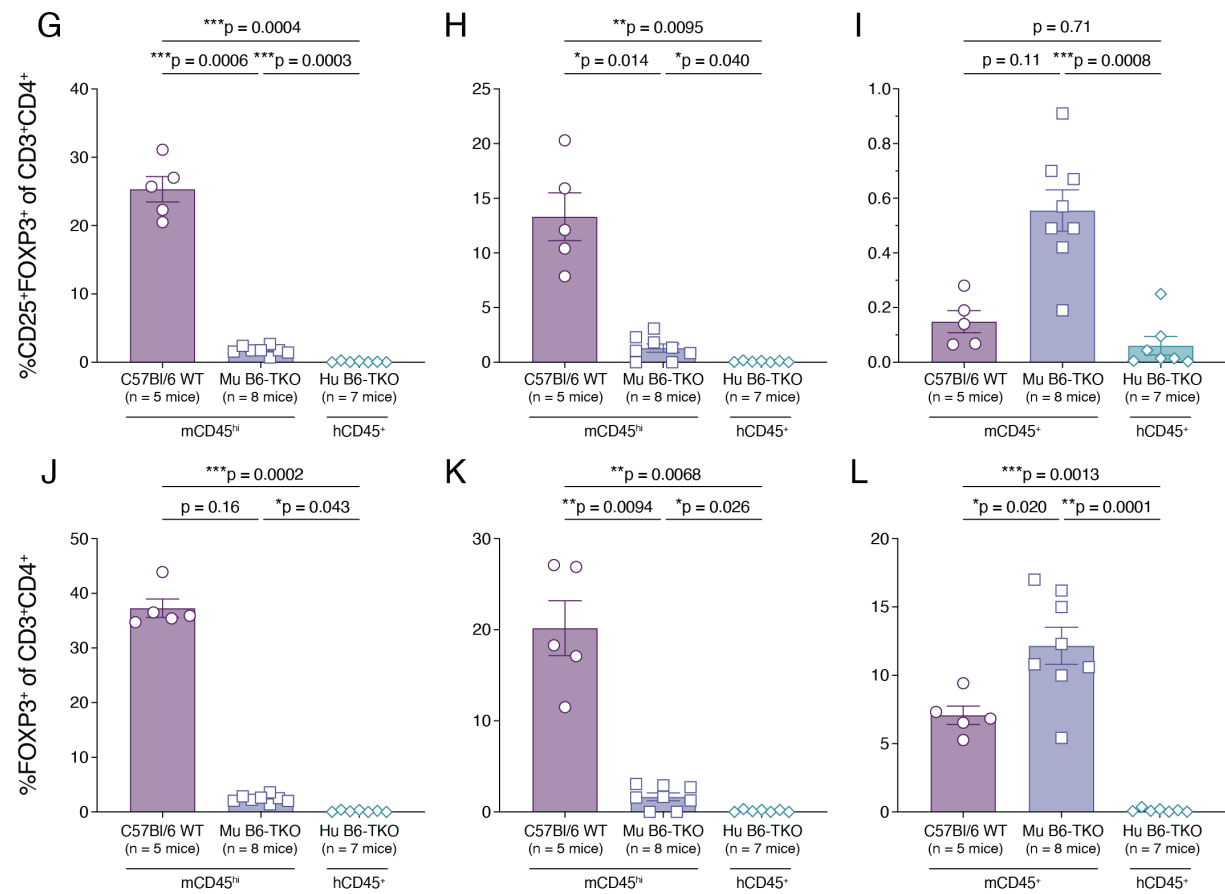 G
***p = 0.0004
***p = 0.0006 ***p = 0.0003
%CD25⁺FOXP3⁺ of CD3⁺CD4⁺
40
30
20
10
0
C57Bl/6 WT Mu B6-TKO Hu B6-TKO
(n = 5 mice) (n = 8 mice) (n = 7 mice)
mCD45ʰⁱ hCD45⁺
H
**p = 0.0095
*p = 0.014 *p = 0.040
25
20
15
10
5
0
C57Bl/6 WT Mu B6-TKO Hu B6-TKO
(n = 5 mice) (n = 8 mice) (n = 7 mice)
mCD45ʰⁱ hCD45⁺
I
p = 0.71
p = 0.11 ***p = 0.0008
1.0
0.8
0.6
0.4
0.2
0.0
C57Bl/6 WT Mu B6-TKO Hu B6-TKO
(n = 5 mice) (n = 8 mice) (n = 7 mice)
mCD45⁺ hCD45⁺
J
***p = 0.0002
p = 0.16 *p = 0.043
%FOXP3⁺ of CD3⁺CD4⁺
50
40
30
20
10
0
C57Bl/6 WT Mu B6-TKO Hu B6-TKO
(n = 5 mice) (n = 8 mice) (n = 7 mice)
mCD45ʰⁱ hCD45⁺
K
**p = 0.0068
**p = 0.0094 *p = 0.026
30
20
10
0
C57Bl/6 WT Mu B6-TKO Hu B6-TKO
(n = 5 mice) (n = 8 mice) (n = 7 mice)
mCD45ʰⁱ hCD45⁺
L
***p = 0.0013
*p = 0.020 **p = 0.0001
20
15
10
5
0
C57Bl/6 WT Mu B6-TKO Hu B6-TKO
(n = 5 mice) (n = 8 mice) (n = 7 mice)
mCD45⁺ hCD45⁺